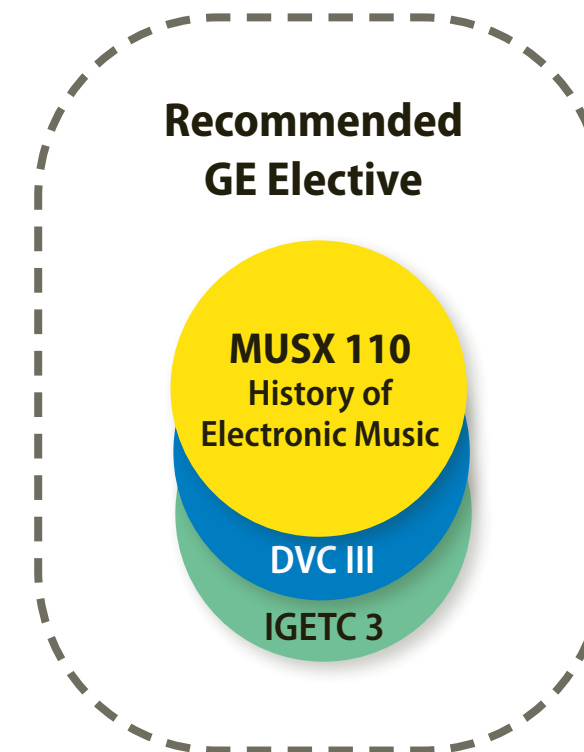 Recommended
GE Elective
MUSX 110
History of
Electronic Music
DVC III
IGETC 3